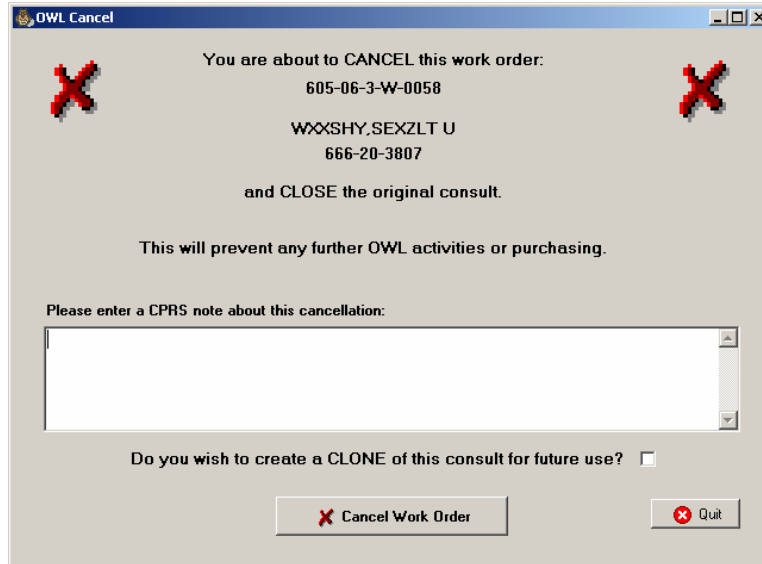 OWL Cancel
You are about to CANCEL this work order:
605-06-3-W-0058
WXXSHY,SEXZLT U
666-20-3807
and CLOSE the original consult.
This will prevent any further OWL activities or purchasing.
Please enter a CPRS note about this cancellation:
Do you wish to create a CLONE of this consult for future use?
Cancel Work Order
Quit